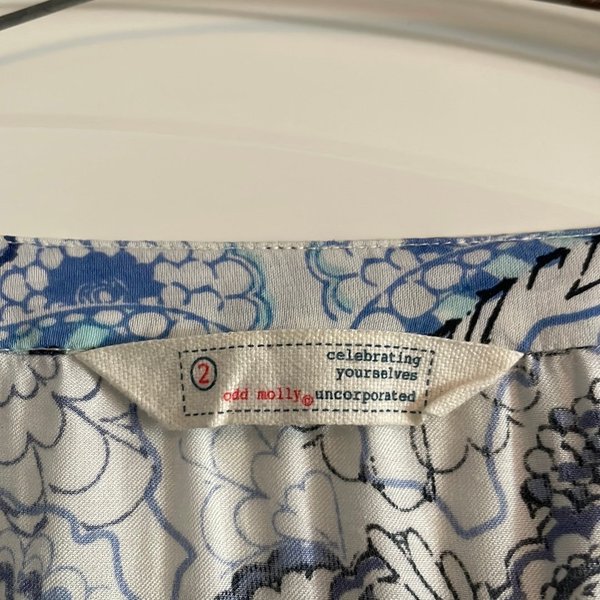 2
celebrating
yourselves
odd molly® uncorporated